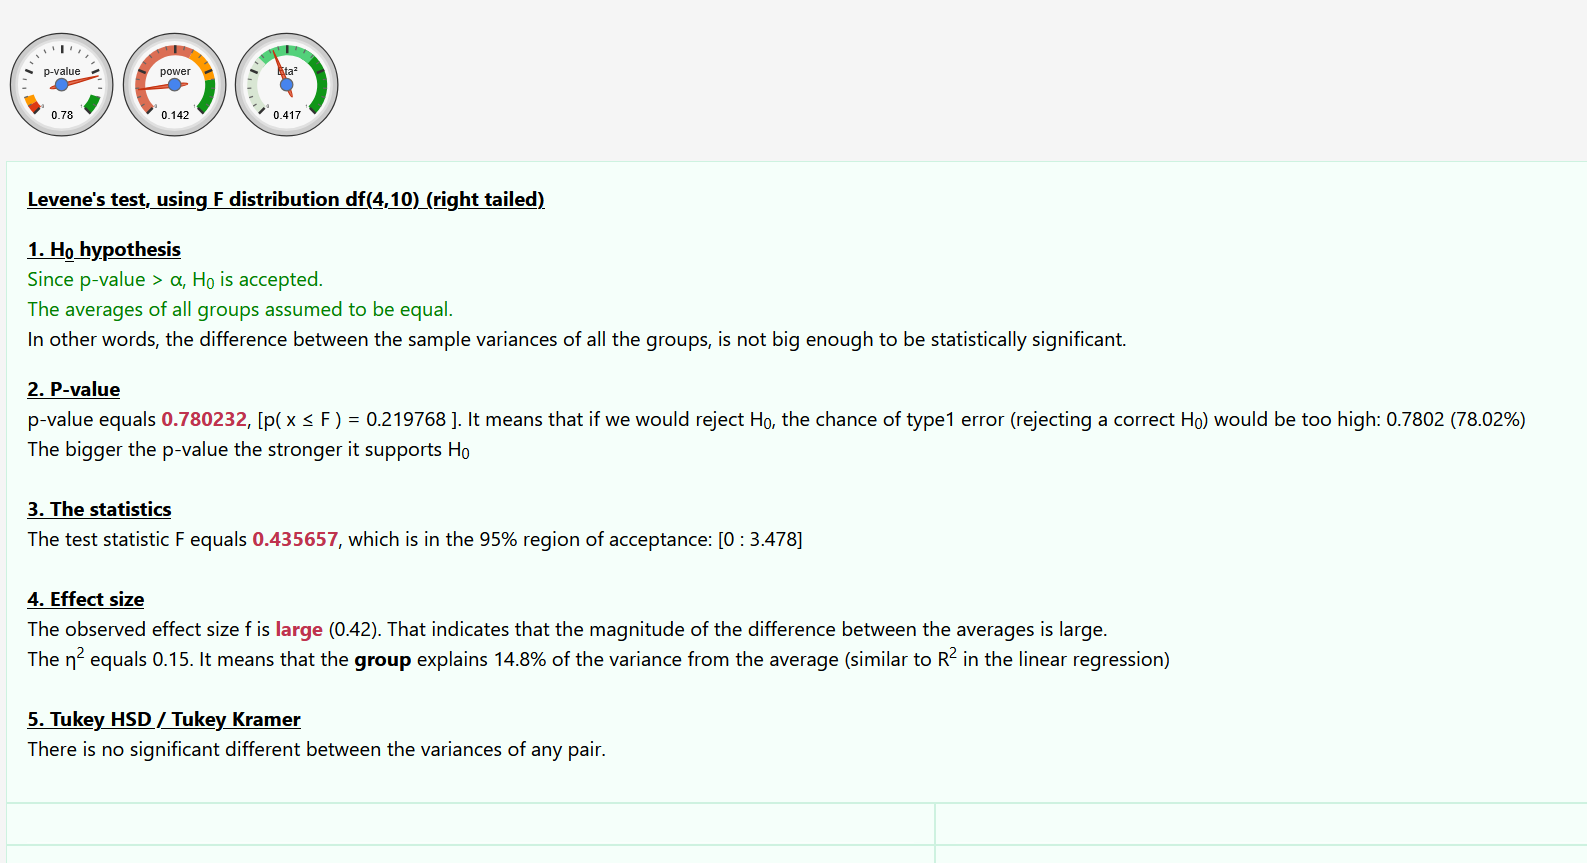 p-value
0.78
power
0.142
Eta²
0.417
Levene's test, using F distribution df(4,10) (right tailed)
1. H₀ hypothesis
Since p-value > α, H₀ is accepted.
The averages of all groups assumed to be equal.
In other words, the difference between the sample variances of all the groups, is not big enough to be statistically significant.
2. P-value
p-value equals 0.780232, [p( x ≤ F ) = 0.219768 ]. It means that if we would reject H₀, the chance of type1 error (rejecting a correct H₀) would be too high: 0.7802 (78.02%)
The bigger the p-value the stronger it supports H₀
3. The statistics
The test statistic F equals 0.435657, which is in the 95% region of acceptance: [0 : 3.478]
4. Effect size
The observed effect size f is large (0.42). That indicates that the magnitude of the difference between the averages is large.
The η² equals 0.15. It means that the group explains 14.8% of the variance from the average (similar to R² in the linear regression)
5. Tukey HSD / Tukey Kramer
There is no significant different between the variances of any pair.